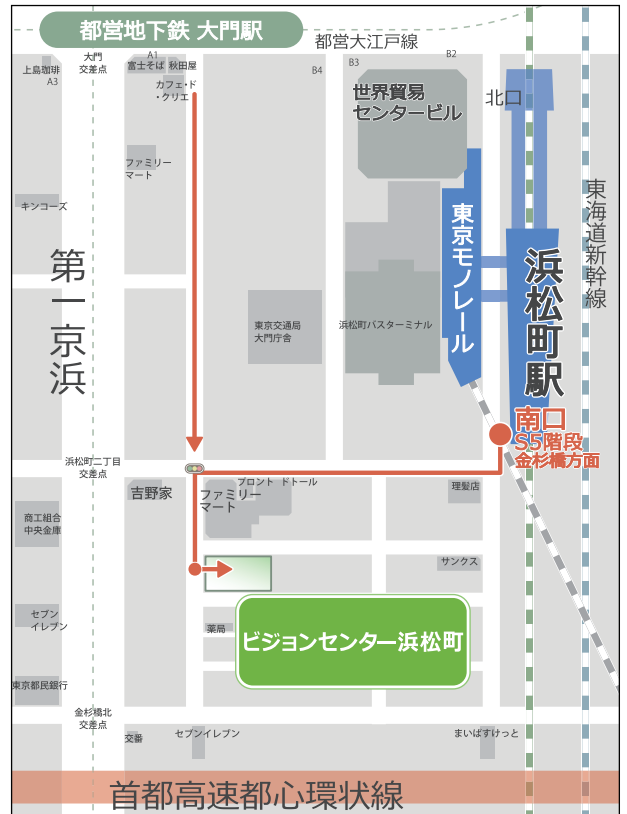 都営地下鉄 大門駅
都営大江戸線
大門
交差点
A1
B2
上島珈琲
A3
富士そば
秋田屋
B4
B3
カフェ・ド
・クリエ
世界貿易
センタービル
北口
ファミリー
マート
東海道新幹線
キンコーズ
東京モノレール
第一京浜
浜松町駅
東京交通局
大門庁舎
浜松町バスターミナル
南口
S5階段
金杉橋方面
浜松町二丁目
交差点
吉野家
ファミリー
マート
プロント
ドトール
理髪店
商工組合
中央金庫
サンクス
セブン
イレブン
薬局
ビジョンセンター浜松町
東京都民銀行
金杉橋北
交差点
交番
セブンイレブン
まいばすけっと
首都高速都心環状線